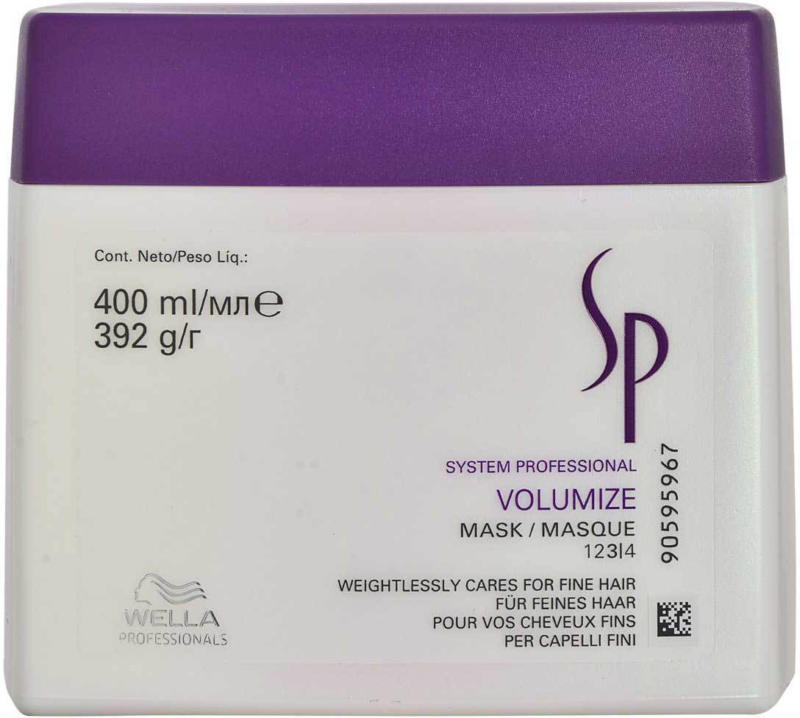 Cont. Neto/Peso Líq.:
400 ml/мл℮
392 g/г
SP
SYSTEM PROFESSIONAL
VOLUMIZE
MASK / MASQUE
123|4
90595967
WEIGHTLESSLY CARES FOR FINE HAIR
FÜR FEINES HAAR
POUR VOS CHEVEUX FINS
PER CAPELLI FINI
WELLA
PROFESSIONALS